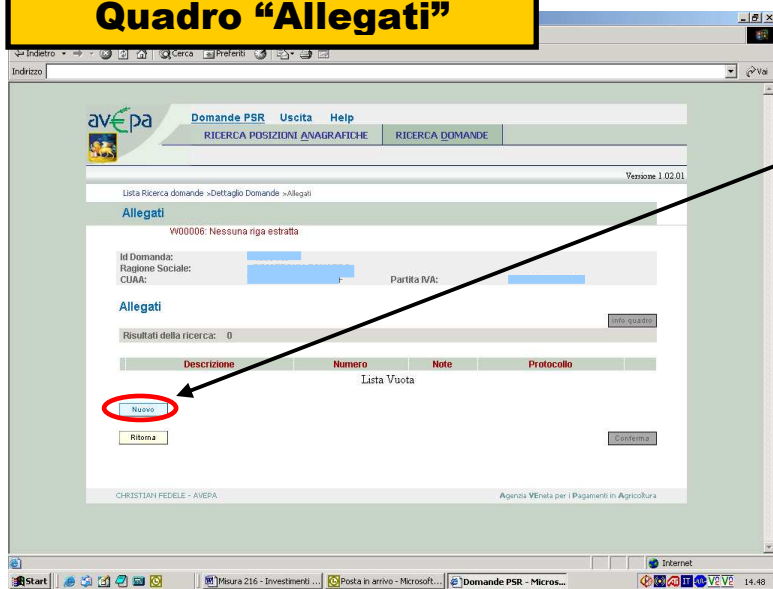 Quadro “Allegati”
Indietro
Cerca
Preferiti
Indirizzo
Vai
avepa
Domande PSR Uscita Help
RICERCA POSIZIONI ANAGRAFICHE RICERCA DOMANDE
Versione 1.02.01
Lista Ricerca domande >Dettaglio Domande >Allegati
Allegati
W00006: Nessuna riga estratta
Id Domanda:
Ragione Sociale:
CUAA:
Partita IVA:
Allegati
Info quadro
Risultati della ricerca: 0
Descrizione Numero Note Protocollo
Lista Vuota
Nuovo
Ritorna
Conferma
CHRISTIAN FEDELE - AVEPA
Agenzia VEneta per i Pagamenti in Agricoltura
Internet
Start
Misura 216 - Investimenti ...
Posta in arrivo - Microsoft...
Domande PSR - Micros...
IT
V2 V2
14.48